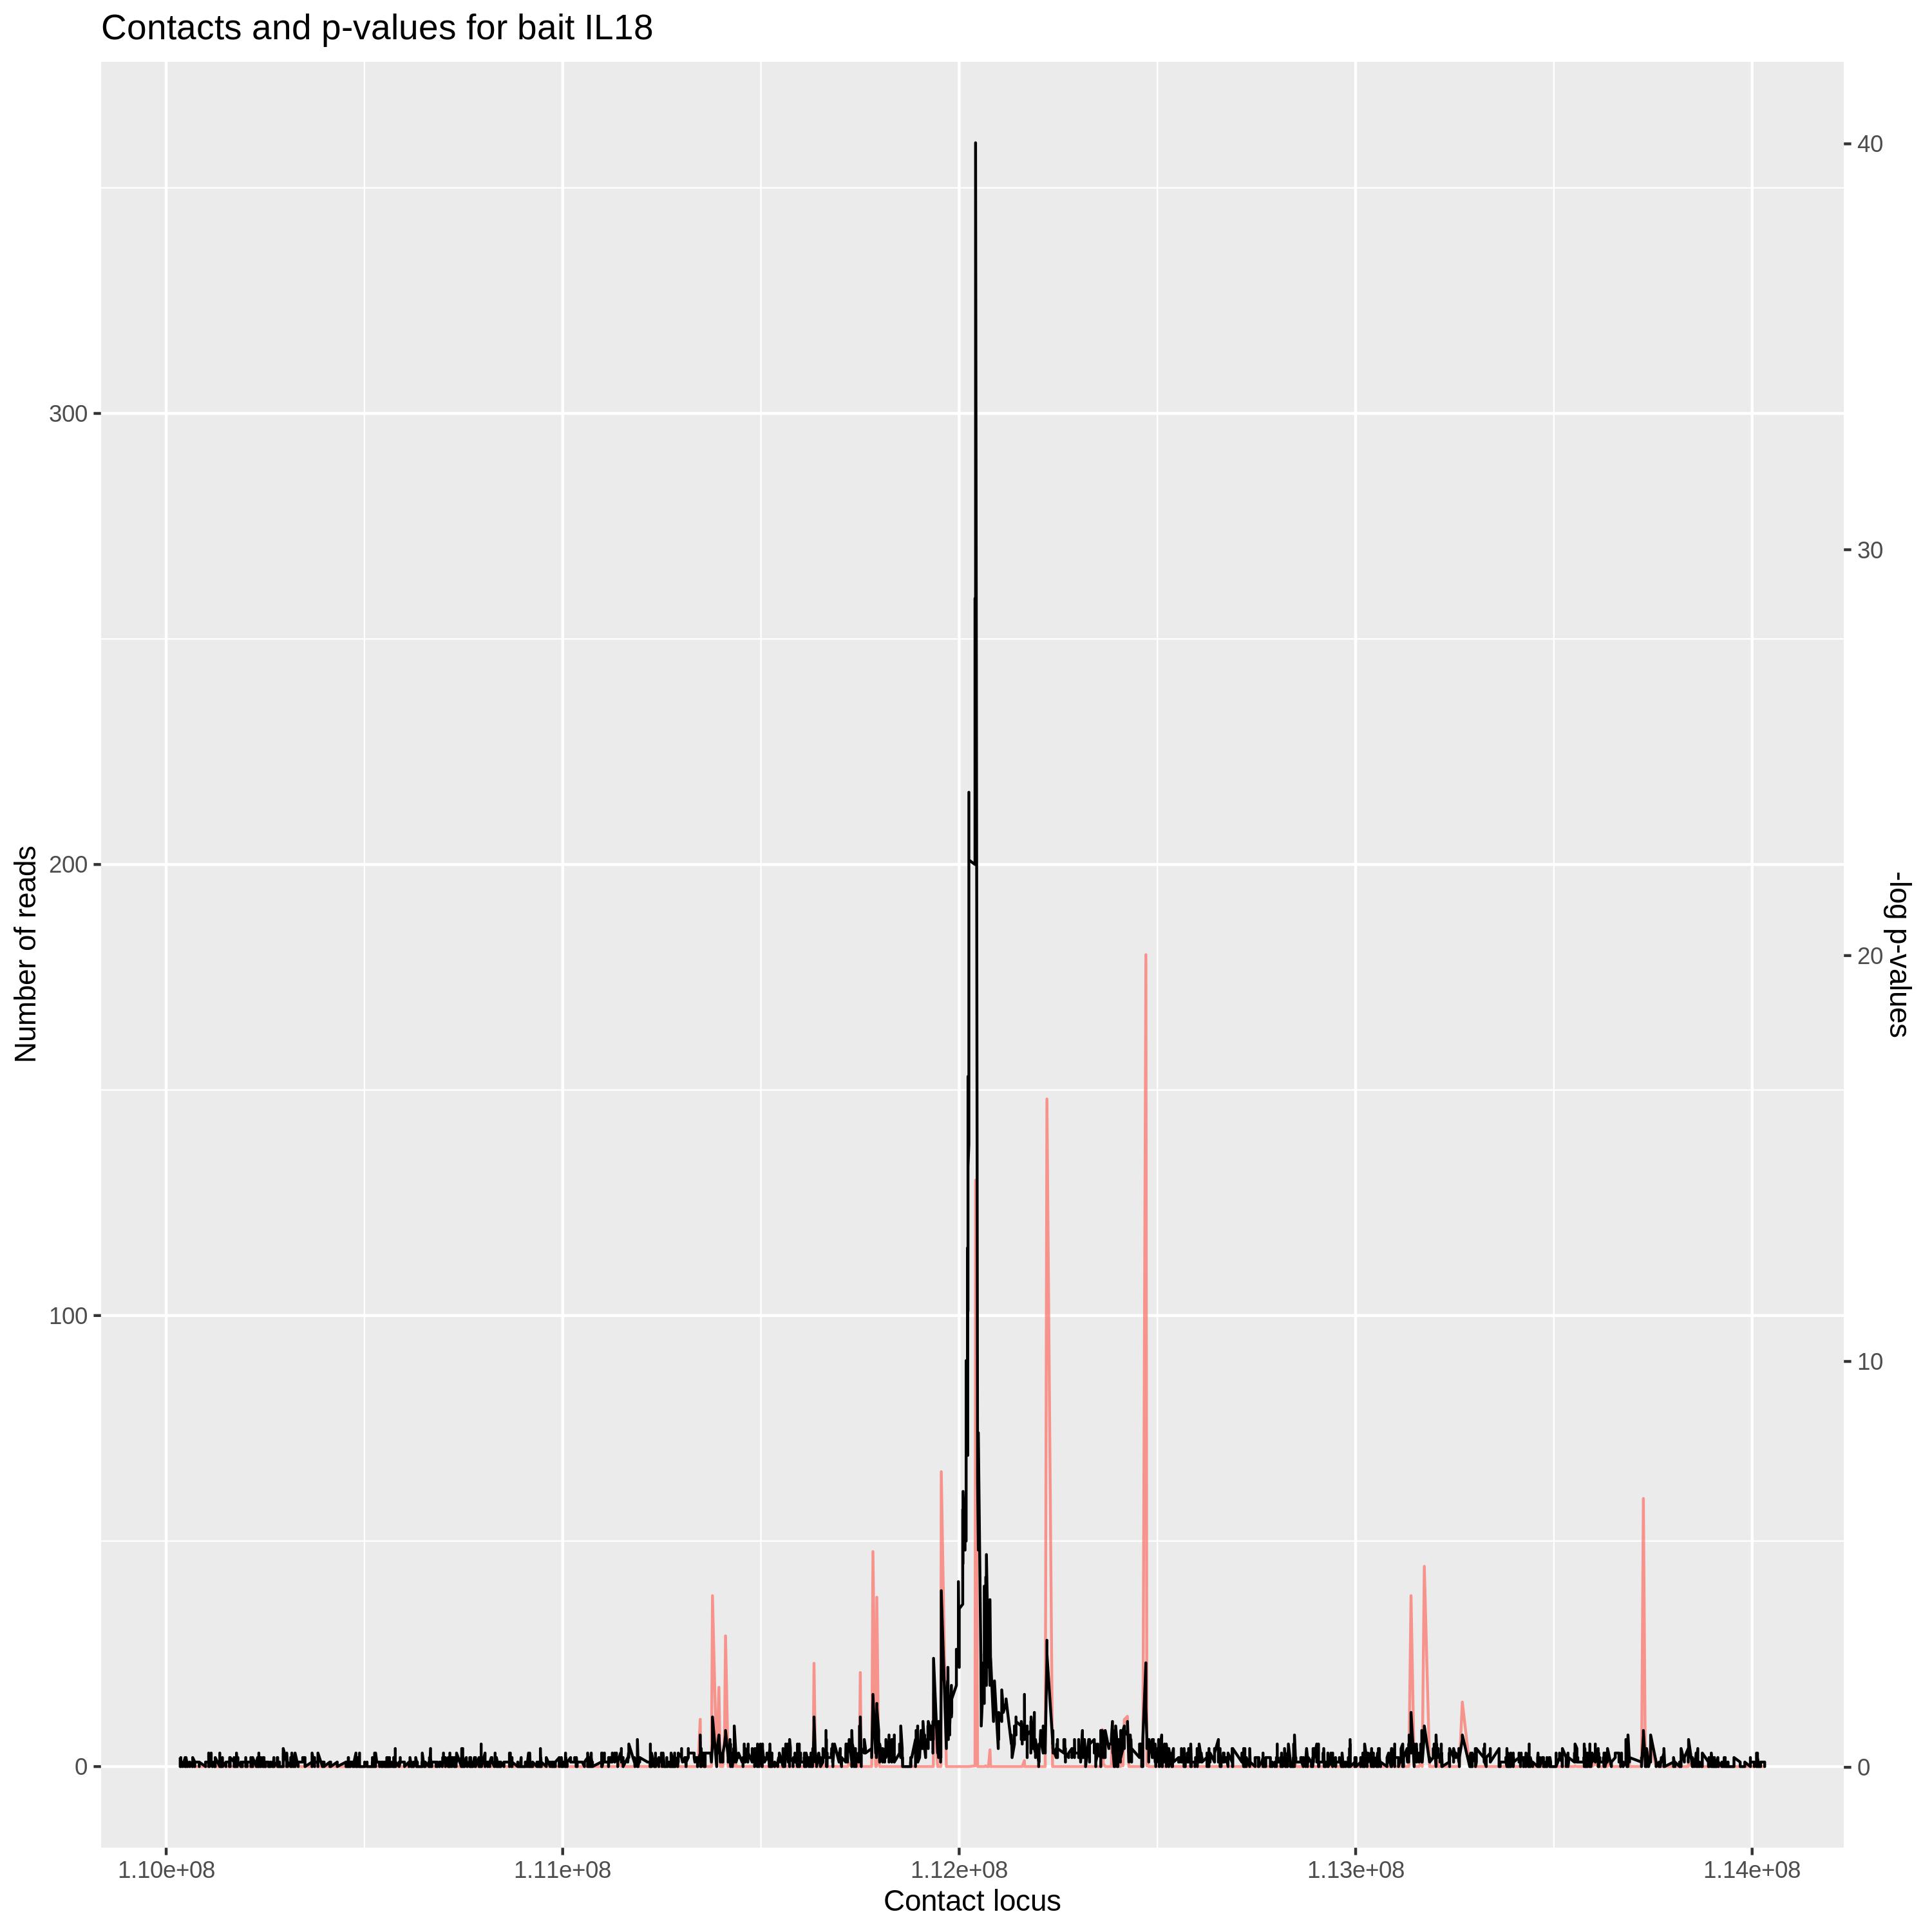 Contacts and p-values for bait IL18
40
300
30
200
20
100
10
0
0
Number of reads
-log p-values
1.10e+08
1.11e+08
1.12e+08
1.13e+08
1.14e+08
Contact locus